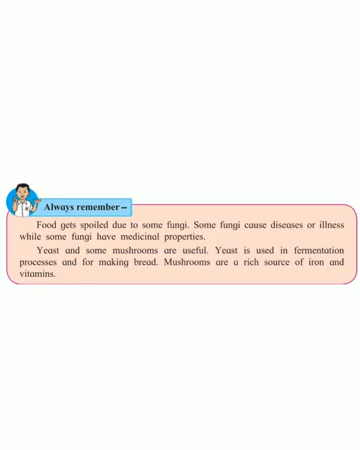 Always remember –
Food gets spoiled due to some fungi. Some fungi cause diseases or illness
while some fungi have medicinal properties.
Yeast and some mushrooms are useful. Yeast is used in fermentation
processes and for making bread. Mushrooms are a rich source of iron and
vitamins.